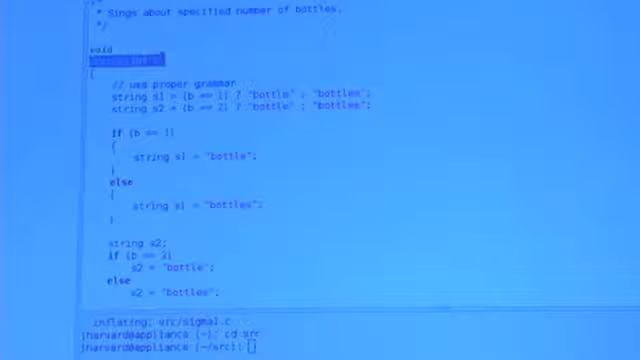 * Sings about specified number of bottles.
*/
void
{
// use proper grammar
string s1 = (b == 1) ? "bottle" : "bottles";
string s2 = (b == 2) ? "bottle" : "bottles";
if (b == 1)
{
string s1 = "bottle";
}
else
{
string s1 = "bottles";
}
string s2;
if (b == 2)
s2 = "bottle";
else
s2 = "bottles";
inflating: src/sigma1.c
jharvard@appliance (~): cd src
jharvard@appliance (~/src):